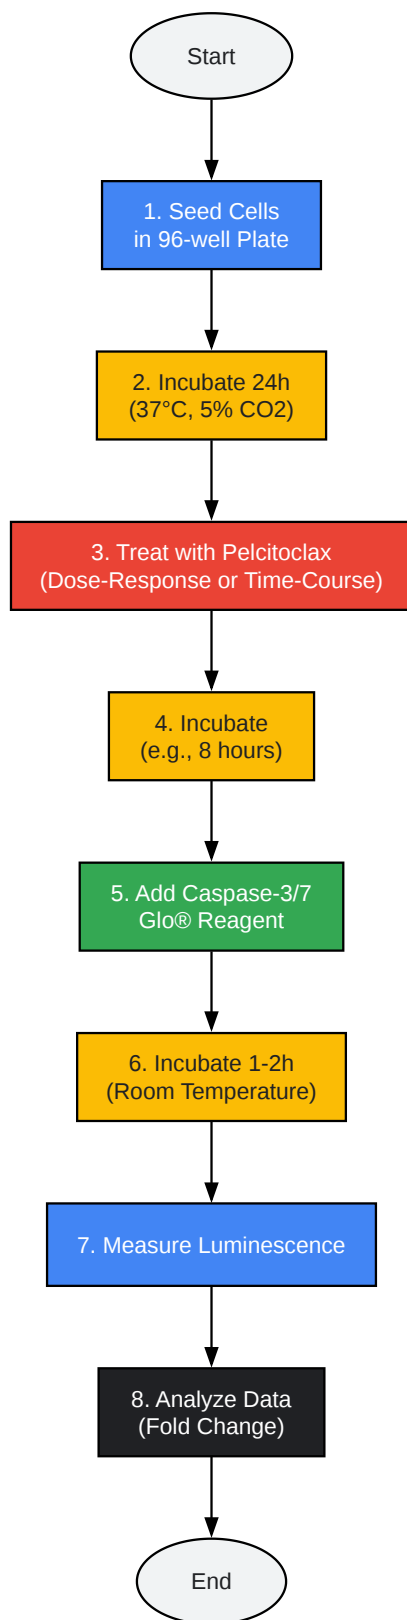 Start
1. Seed Cells
in 96-well Plate
2. Incubate 24h
(37°C, 5% CO2)
3. Treat with Pelcitoclax
(Dose-Response or Time-Course)
4. Incubate
(e.g., 8 hours)
5. Add Caspase-3/7
Glo® Reagent
6. Incubate 1-2h
(Room Temperature)
7. Measure Luminescence
8. Analyze Data
(Fold Change)
End